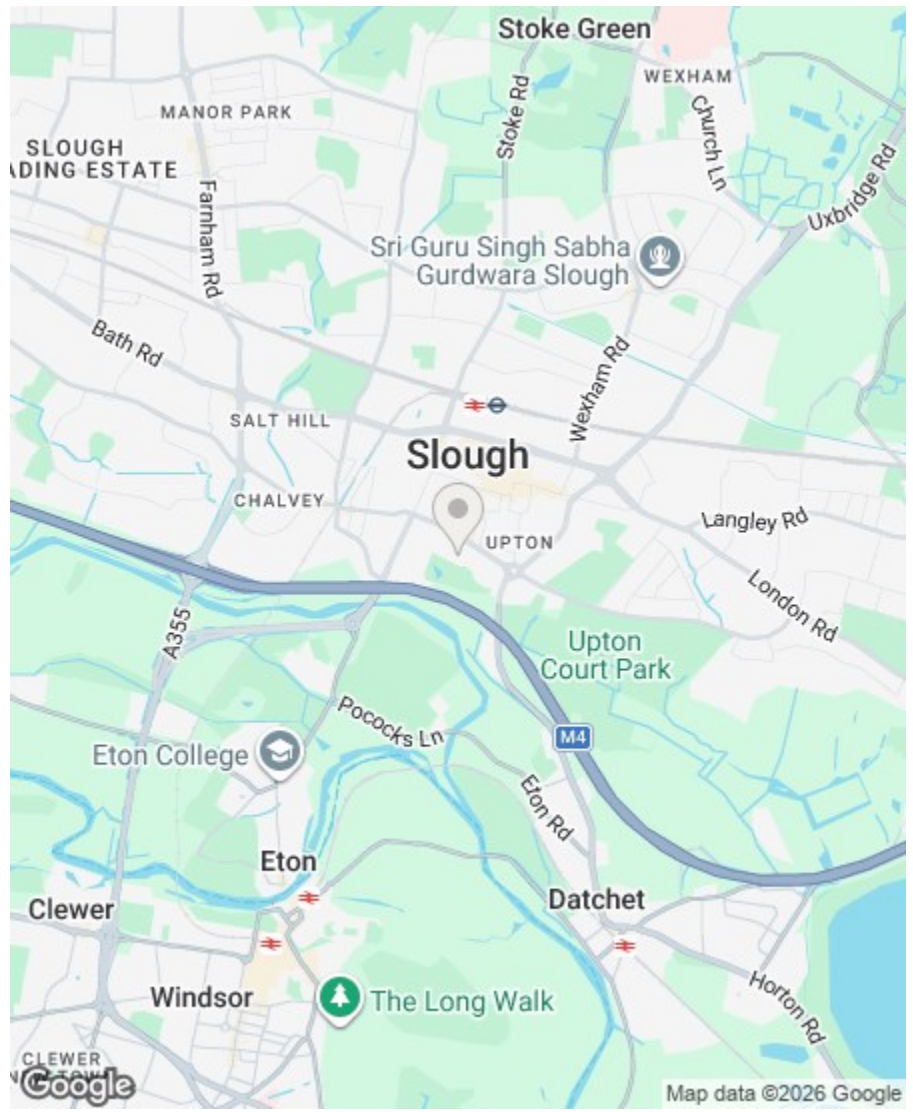 Stoke Green
WEXHAM
MANOR PARK
Stoke Rd
Church Ln
SLOUGH
ADING ESTATE
Uxbridge Rd
Farnham Rd
Sri Guru Singh Sabha
Gurdwara Slough
Bath Rd
Wexham Rd
SALT HILL
Slough
CHALVEY
Langley Rd
UPTON
London Rd
A355
Upton
Court Park
Pococks Ln
M4
Eton College
Eton Rd
Eton
Datchet
Clewer
Windsor
The Long Walk
Horton Rd
CLEWER
Google
Map data ©2026 Google